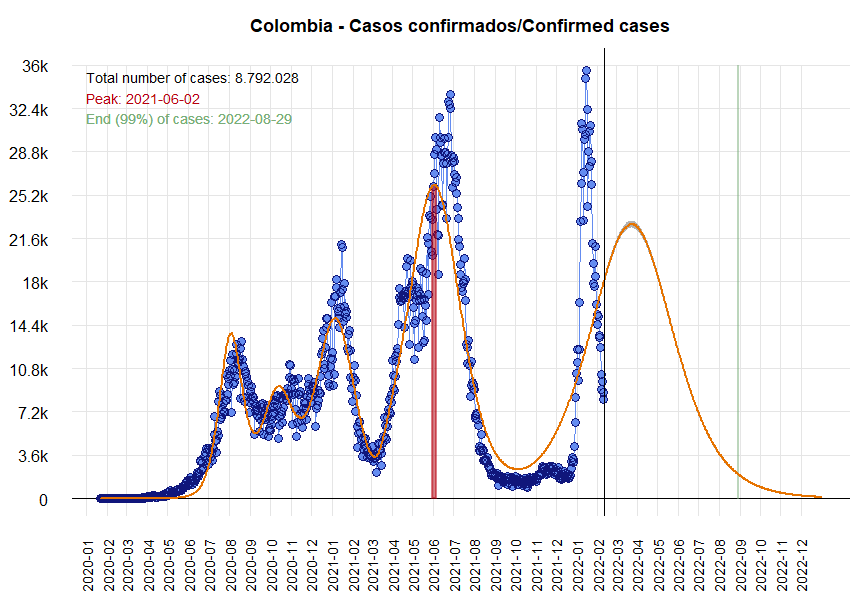 Colombia - Casos confirmados/Confirmed cases
Total number of cases: 8.792.028
Peak: 2021-06-02
End (99%) of cases: 2022-08-29
36k
32.4k
28.8k
25.2k
21.6k
18k
14.4k
10.8k
7.2k
3.6k
0
2020-01
2020-02
2020-03
2020-04
2020-05
2020-06
2020-07
2020-08
2020-09
2020-10
2020-11
2020-12
2021-01
2021-02
2021-03
2021-04
2021-05
2021-06
2021-07
2021-08
2021-09
2021-10
2021-11
2021-12
2022-01
2022-02
2022-03
2022-04
2022-05
2022-06
2022-07
2022-08
2022-09
2022-10
2022-11
2022-12